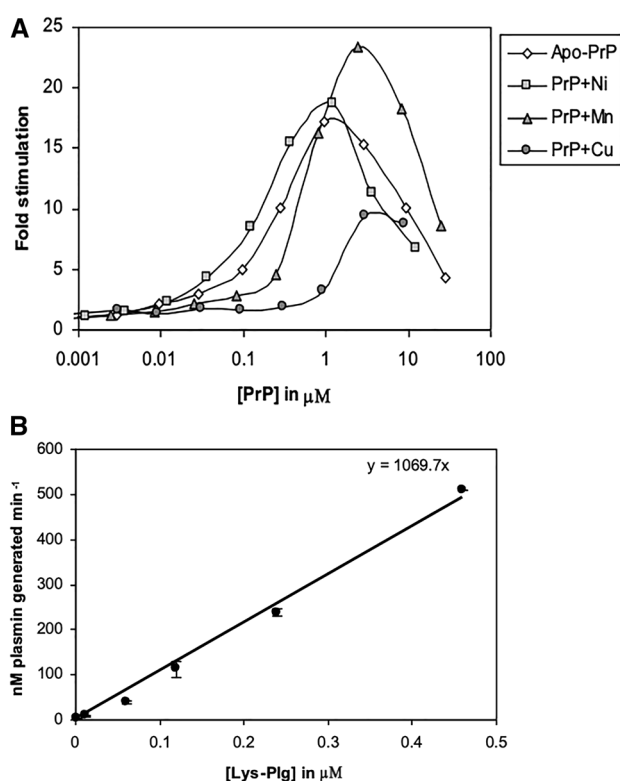 A
Fold stimulation
25
20
15
10
5
0
0.001 0.01 0.1 1 10 100
[PrP] in μM
Apo-PrP
PrP+Ni
PrP+Mn
PrP+Cu
B
nM plasmin generated min⁻¹
600
500
400
300
200
100
0
y = 1069.7x
0 0.1 0.2 0.3 0.4 0.5
[Lys-Plg] in μM